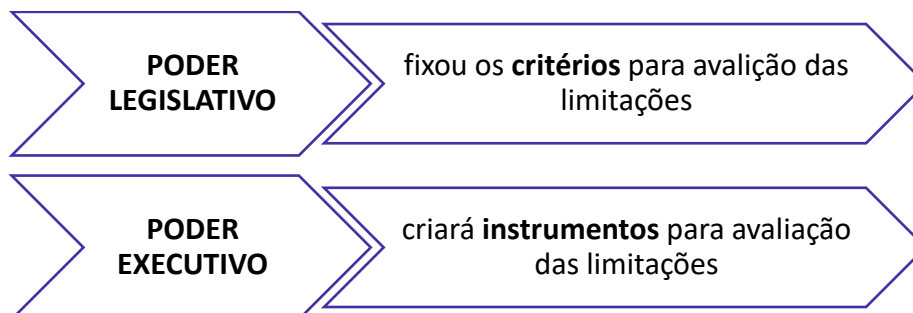 PODER
LEGISLATIVO
fixou os critérios para avalição das
limitações
PODER
EXECUTIVO
criará instrumentos para avaliação
das limitações